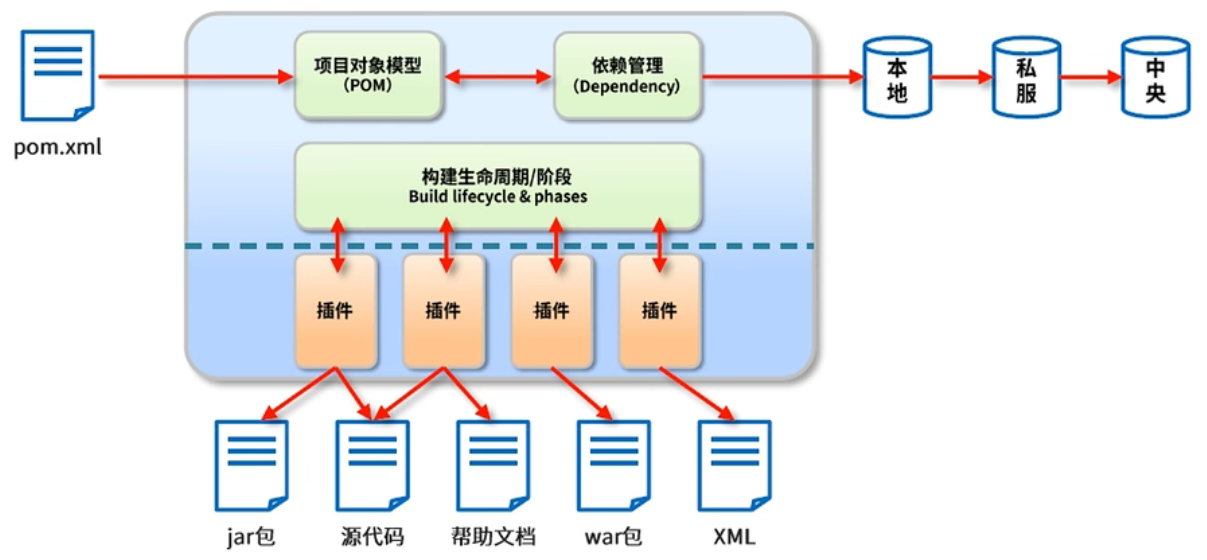 pom.xml
项目对象模型
（POM）
依赖管理
（Dependency）
本
地
私
服
中
央
构建生命周期/阶段
Build lifecycle & phases
插件
插件
插件
插件
jar包
源代码
帮助文档
war包
XML